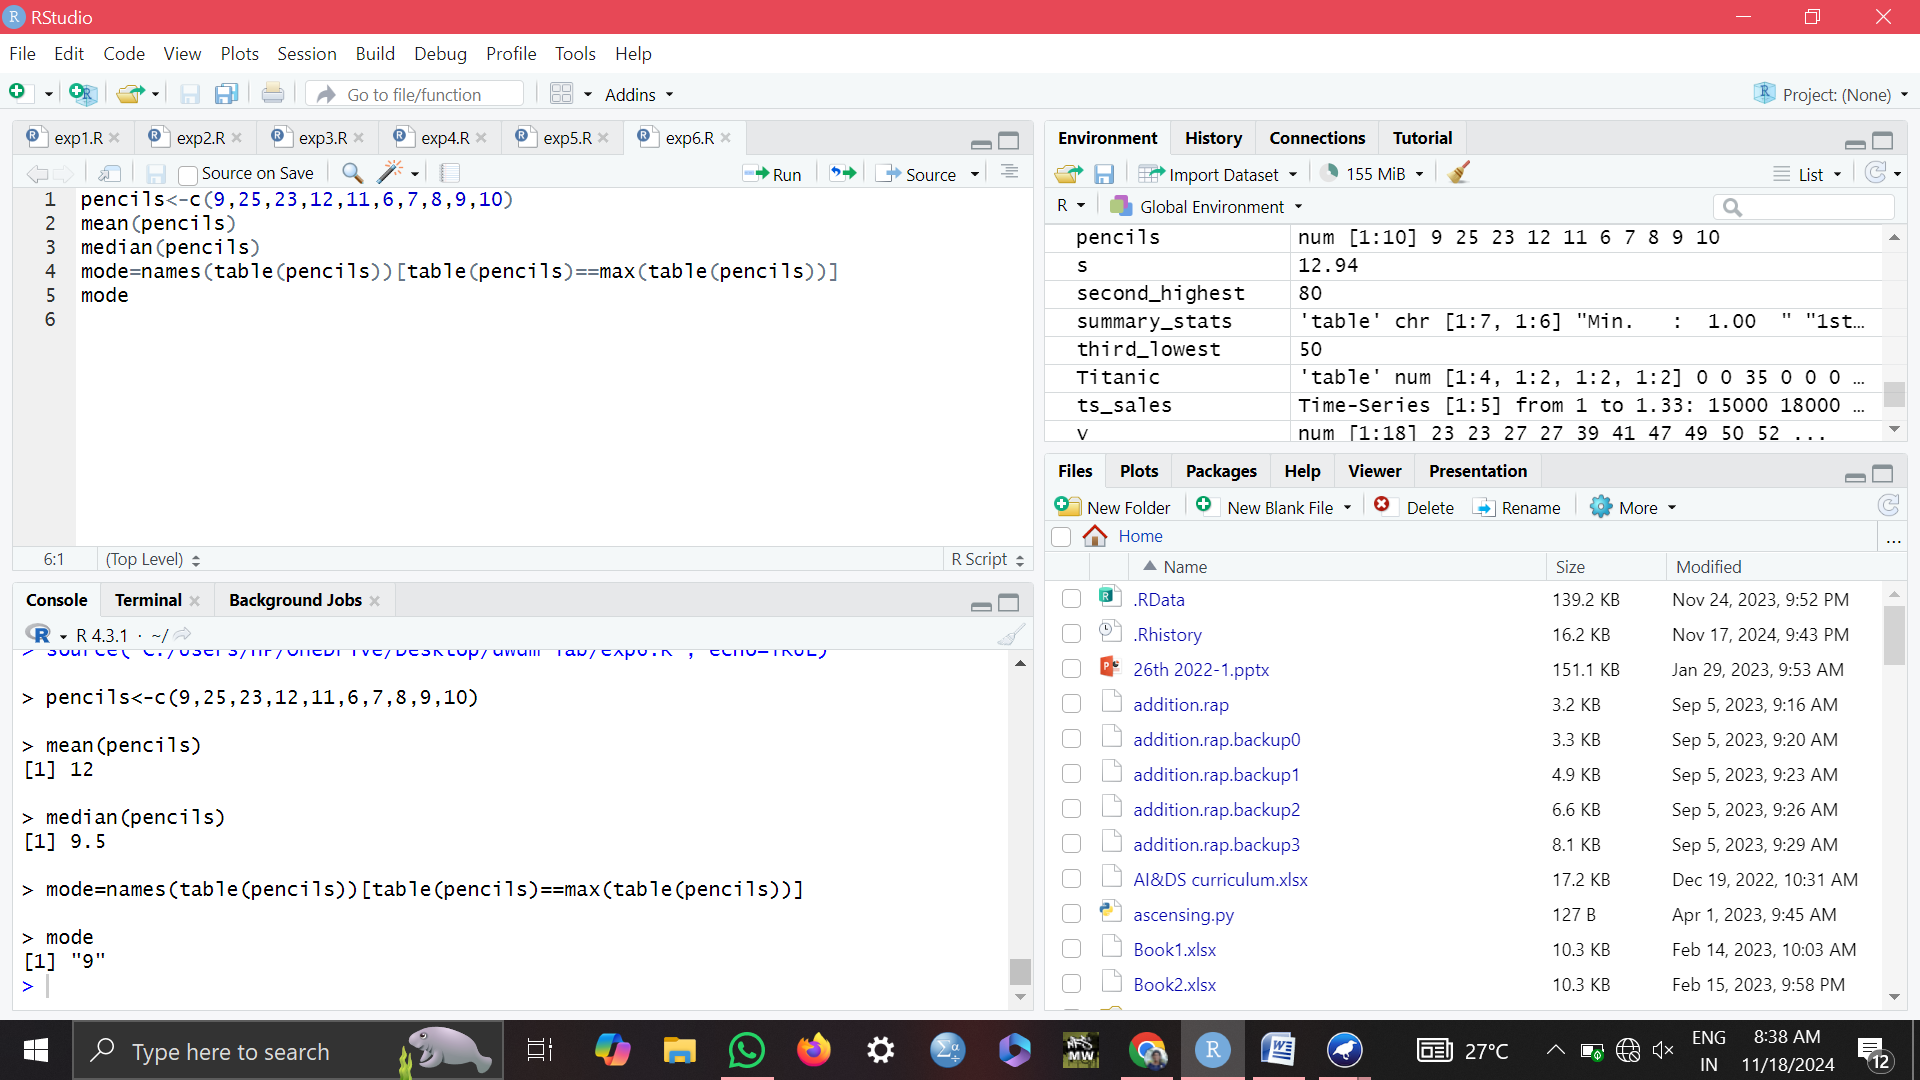 RStudio
File Edit Code View Plots Session Build Debug Profile Tools Help
Go to file/function Addins Project: (None)
exp1.R exp2.R exp3.R exp4.R exp5.R exp6.R
Source on Save Run Source
1 pencils<-c(9,25,23,12,11,6,7,8,9,10)
2 mean(pencils)
3 median(pencils)
4 mode=names(table(pencils))[table(pencils)==max(table(pencils))]
5 mode
6
6:1 (Top Level) R Script
Console Terminal Background Jobs
R 4.3.1 · ~/
> source("C:/Users/HP/OneDrive/Desktop/dwdm lab/exp6.R", echo=TRUE)
> pencils<-c(9,25,23,12,11,6,7,8,9,10)
> mean(pencils)
[1] 12
> median(pencils)
[1] 9.5
> mode=names(table(pencils))[table(pencils)==max(table(pencils))]
> mode
[1] "9"
>
Environment History Connections Tutorial
Import Dataset 155 MiB List
R Global Environment
pencils num [1:10] 9 25 23 12 11 6 7 8 9 10
s 12.94
second_highest 80
summary_stats 'table' chr [1:7, 1:6] "Min. : 1.00 " "1st…
third_lowest 50
Titanic 'table' num [1:4, 1:2, 1:2, 1:2] 0 0 35 0 0 0 …
ts_sales Time-Series [1:5] from 1 to 1.33: 15000 18000 …
v num [1:18] 23 23 27 27 39 41 47 49 50 52 ...
Files Plots Packages Help Viewer Presentation
New Folder New Blank File Delete Rename More
Home ...
Name Size Modified
.RData 139.2 KB Nov 24, 2023, 9:52 PM
.Rhistory 16.2 KB Nov 17, 2024, 9:43 PM
26th 2022-1.pptx 151.1 KB Jan 29, 2023, 9:53 AM
addition.rap 3.2 KB Sep 5, 2023, 9:16 AM
addition.rap.backup0 3.3 KB Sep 5, 2023, 9:20 AM
addition.rap.backup1 4.9 KB Sep 5, 2023, 9:23 AM
addition.rap.backup2 6.6 KB Sep 5, 2023, 9:26 AM
addition.rap.backup3 8.1 KB Sep 5, 2023, 9:29 AM
AI&DS curriculum.xlsx 17.2 KB Dec 19, 2022, 10:31 AM
ascensing.py 127 B Apr 1, 2023, 9:45 AM
Book1.xlsx 10.3 KB Feb 14, 2023, 10:03 AM
Book2.xlsx 10.3 KB Feb 15, 2023, 9:58 PM
Type here to search
MW
27°C
ENG
IN
8:38 AM
11/18/2024
12